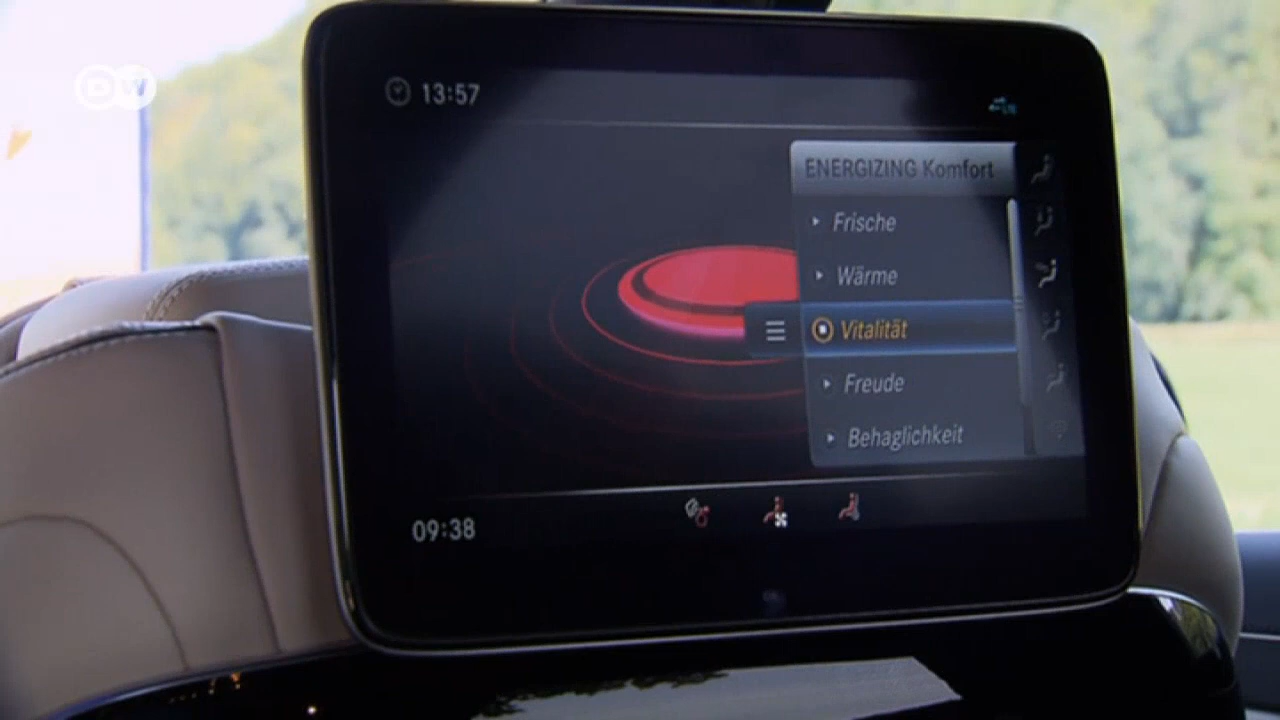 DW
13:57
ENERGIZING Komfort
Frische
Wärme
Vitalität
Freude
Behaglichkeit
09:38